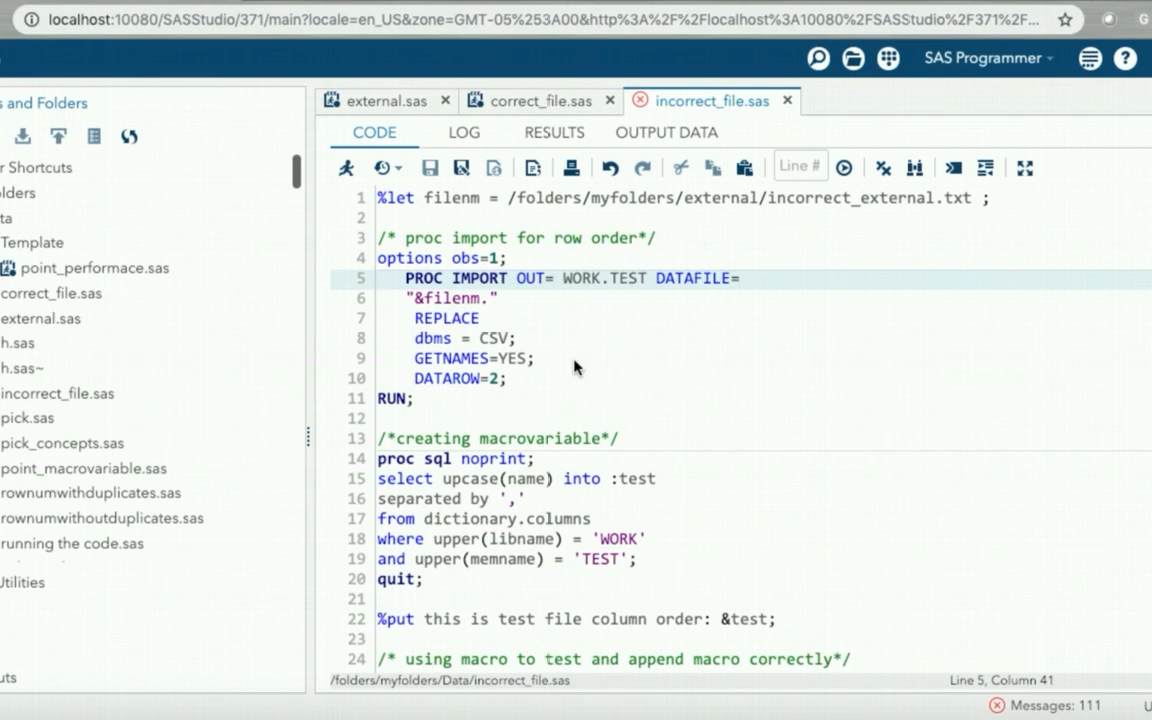 localhost:10080/SASStudio/371/main?locale=en_US&zone=GMT-05%253A00&http%3A%2F%2Flocalhost%3A10080%2FSASStudio%2F371%2F...
G
SAS Programmer
s and Folders
r Shortcuts
olders
ta
Template
point_performace.sas
correct_file.sas
external.sas
h.sas
h.sas~
incorrect_file.sas
pick.sas
pick_concepts.sas
point_macrovariable.sas
rownumwithduplicates.sas
rownumwithoutduplicates.sas
running the code.sas
Utilities
uts
external.sas
correct_file.sas
incorrect_file.sas
CODE LOG RESULTS OUTPUT DATA
Line #
1 %let filenm = /folders/myfolders/external/incorrect_external.txt ;
2
3 /* proc import for row order*/
4 options obs=1;
5 PROC IMPORT OUT= WORK.TEST DATAFILE=
6 "&filenm."
7 REPLACE
8 dbms = CSV;
9 GETNAMES=YES;
10 DATAROW=2;
11 RUN;
12
13 /*creating macrovariable*/
14 proc sql noprint;
15 select upcase(name) into :test
16 separated by ','
17 from dictionary.columns
18 where upper(libname) = 'WORK'
19 and upper(memname) = 'TEST';
20 quit;
21
22 %put this is test file column order: &test;
23
24 /* using macro to test and append macro correctly*/
/folders/myfolders/Data/incorrect_file.sas
Line 5, Column 41
Messages: 111
U